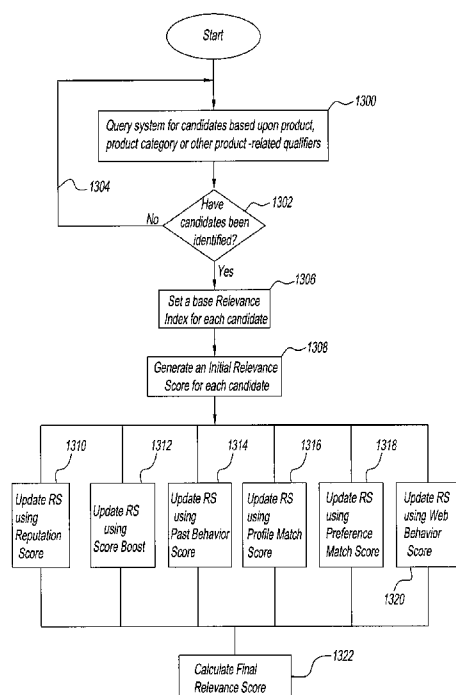 Start
1300
Query system for candidates based upon product,
product category or other product-related qualifiers
1304
1302
Have
candidates been
identified?
No
Yes
1306
Set a base Relevance
Index for each candidate
1308
Generate an Initial Relevance
Score for each candidate
1310
Update RS
using
Reputation
Score
1312
Update RS
using
Score Boost
1314
Update RS
using
Past Behavior
Score
1316
Update RS
using
Profile Match
Score
1318
Update RS
using
Preference
Match Score
Update RS
using Web
Behavior
Score
1320
1322
Calculate Final
Relevance Score